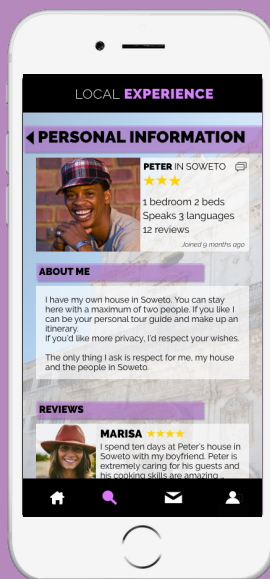 LOCAL EXPERIENCE
PERSONAL INFORMATION
PETER IN SOWETO
1 bedroom 2 beds
Speaks 3 languages
12 reviews
Joined 9 months ago
ABOUT ME
I have my own house in Soweto. You can stay
here with a maximum of two people. If you like I
can be your personal tour guide and make up an
itinerary.
If you'd like more privacy, I'd respect your wishes.
The only thing I ask is respect for me, my house
and the people in Soweto.
REVIEWS
MARISA
I spend ten days at Peter's house in
Soweto with my boyfriend. Peter is
extremely caring for his guests and
his cooking skills are amazing ...